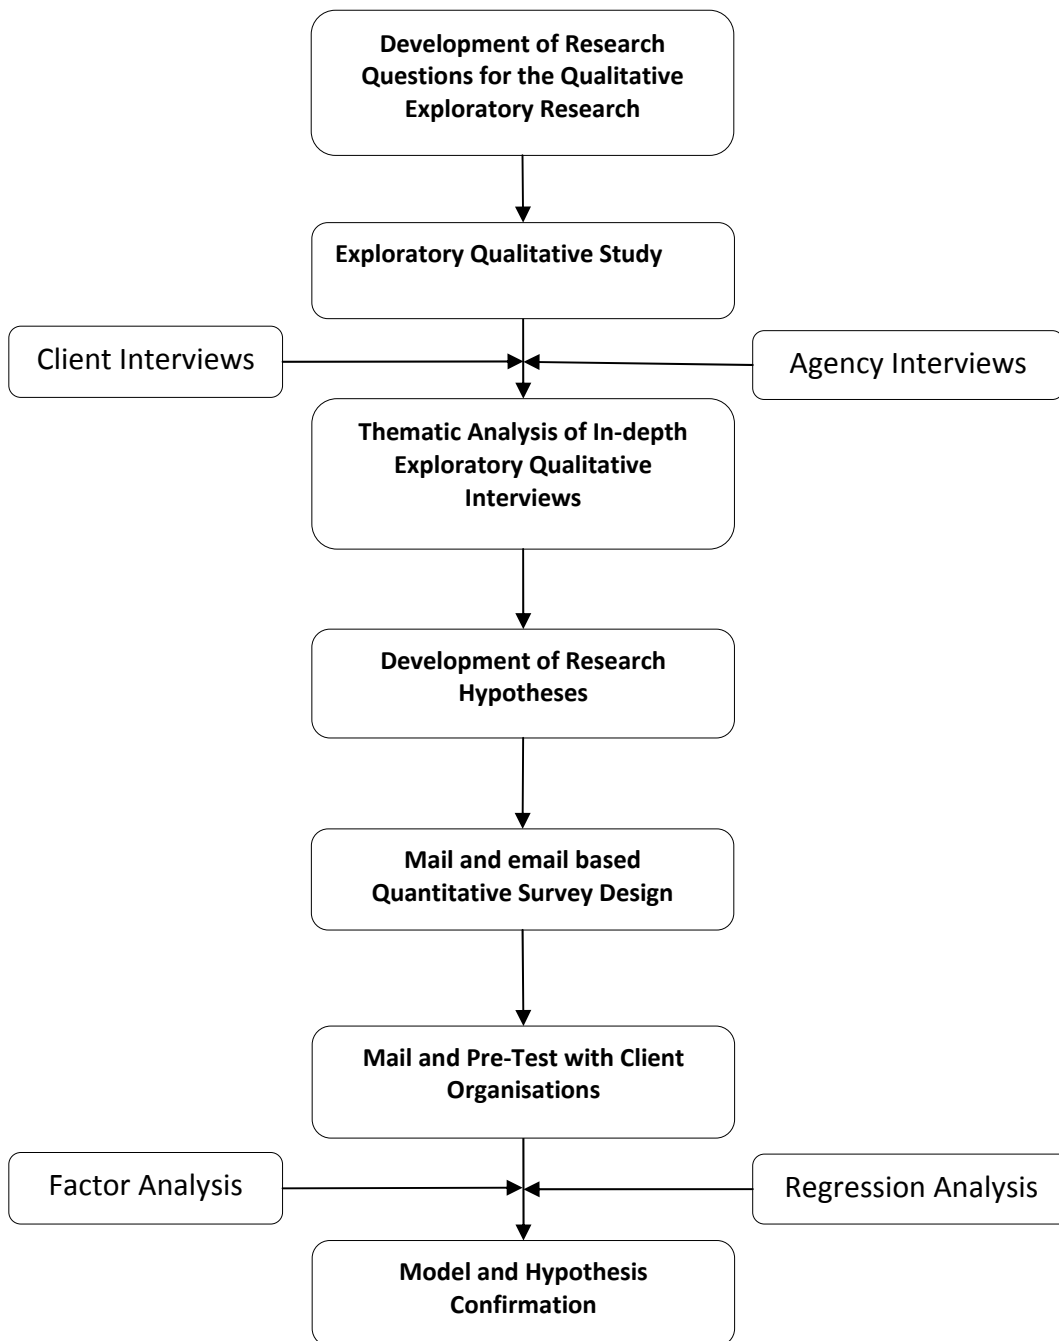 Development of Research
Questions for the Qualitative
Exploratory Research
Exploratory Qualitative Study
Client Interviews
Agency Interviews
Thematic Analysis of In-depth
Exploratory Qualitative
Interviews
Development of Research
Hypotheses
Mail and email based
Quantitative Survey Design
Mail and Pre-Test with Client
Organisations
Factor Analysis
Regression Analysis
Model and Hypothesis
Confirmation